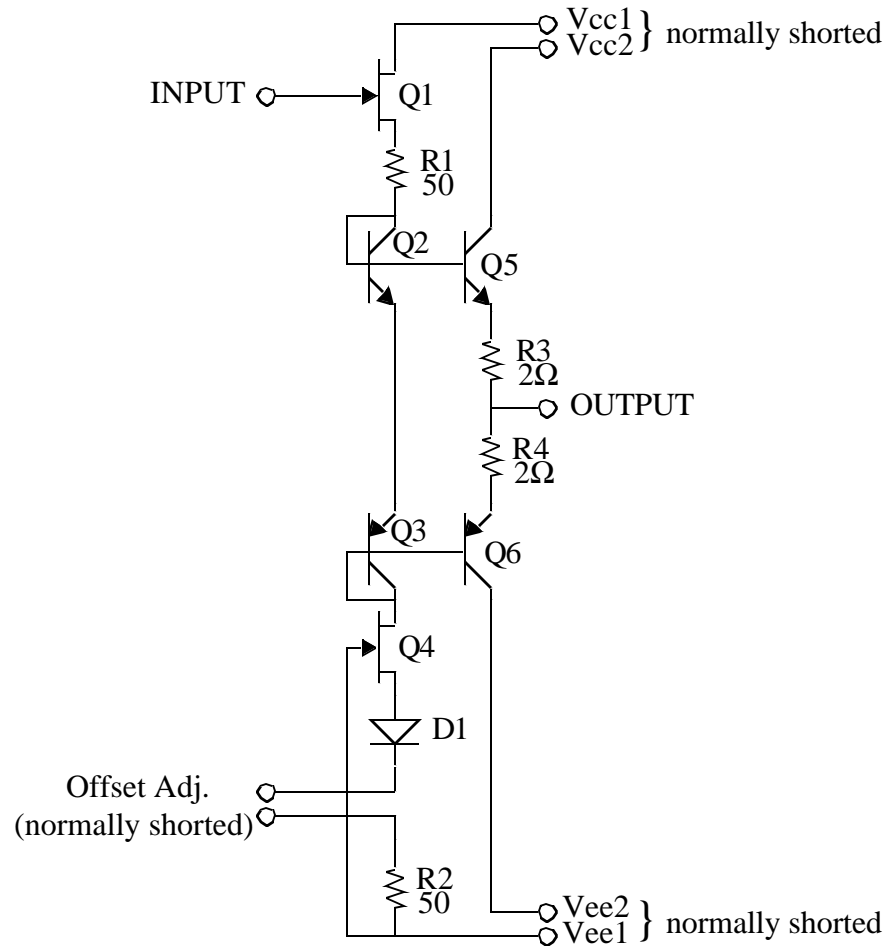 Vcc1
Vcc2
} normally shorted
INPUT
Q1
R1
50
Q2
Q5
R3
2Ω
OUTPUT
R4
2Ω
Q3
Q6
Q4
D1
Offset Adj.
(normally shorted)
R2
50
Vee2
Vee1
} normally shorted